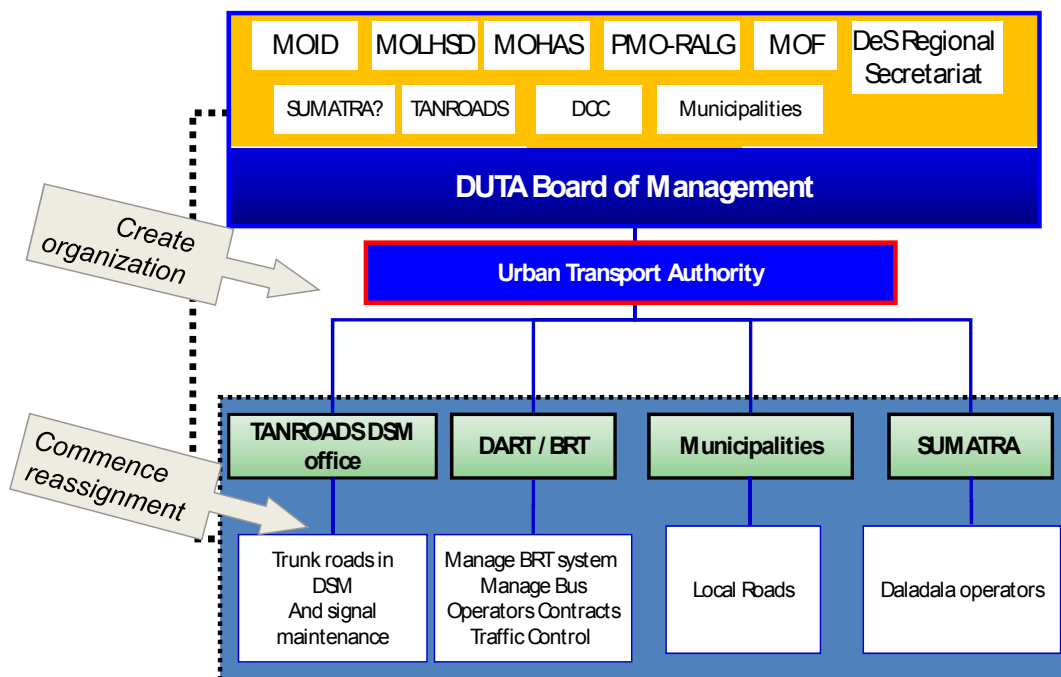 MOID
MOLHSD
MOHAS
PMO-RALG
MOF
DeS Regional
Secretariat
SUMATRA?
TANROADS
DCC
Municipalities
DUTA Board of Management
Create
organization
Urban Transport Authority
Commence
reassignment
TANROADS DSM
office
DART / BRT
Municipalities
SUMATRA
Trunk roads in
DSM
And signal
maintenance
Manage BRT system
Manage Bus
Operators Contracts
Traffic Control
Local Roads
Daladala operators